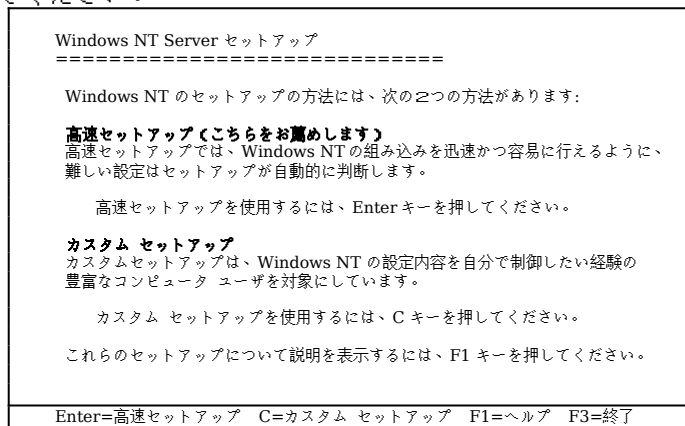 Windows NT Server セットアップ
==============================
Windows NT のセットアップの方法には、次の2つの方法があります:
高速セットアップ(こちらをお薦めします)
高速セットアップでは、Windows NTの組み込みを迅速かつ容易に行えるように、
難しい設定はセットアップが自動的に判断します。
高速セットアップを使用するには、Enterキーを押してください。
カスタム セットアップ
カスタムセットアップは、Windows NT の設定内容を自分で制御したい経験の
豊富なコンピュータ ユーザを対象にしています。
カスタム セットアップを使用するには、C キーを押してください。
これらのセットアップについて説明を表示するには、F1 キーを押してください。
Enter=高速セットアップ C=カスタム セットアップ F1=ヘルプ F3=終了